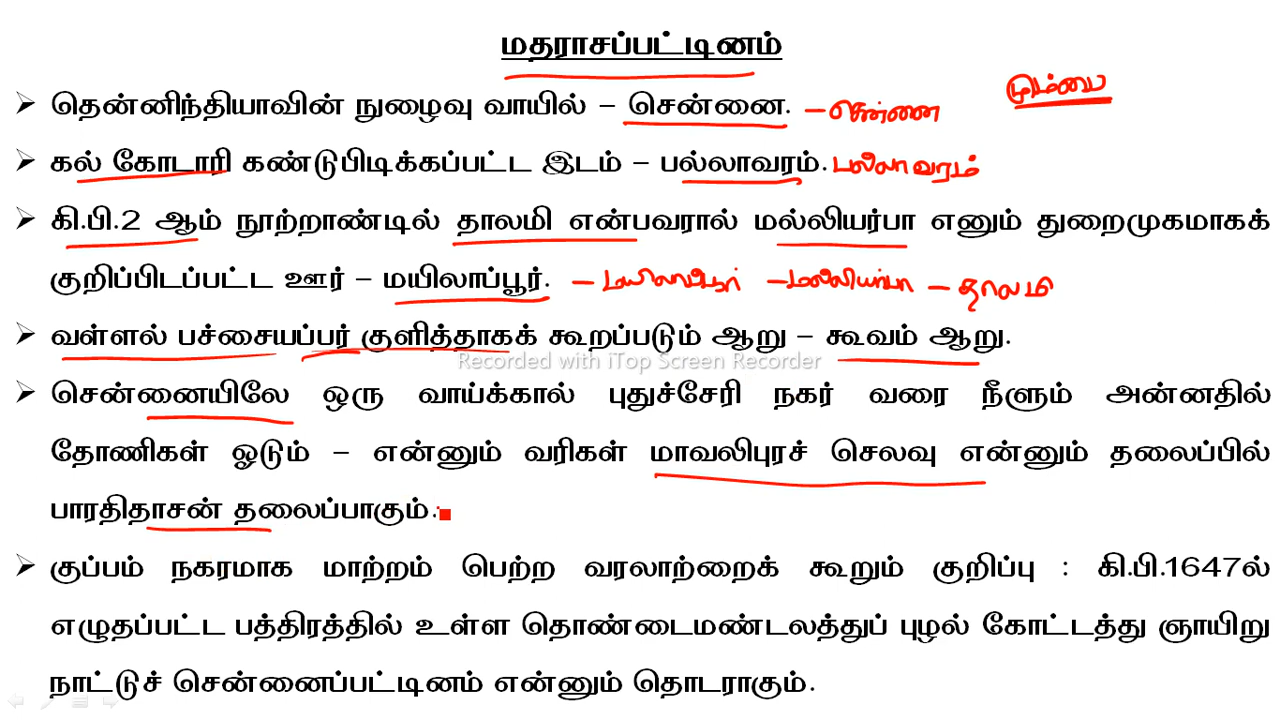 மதராசப்பட்டினம்
தென்னிந்தியாவின் நுழைவு வாயில் – சென்னை. – சென்னை
மும்பை
கல் கோடாரி கண்டுபிடிக்கப்பட்ட இடம் – பல்லாவரம். பல்லாவரம்
கி.பி.2 ஆம் நூற்றாண்டில் தாலமி என்பவரால் மல்லியர்பா எனும் துறைமுகமாகக்
குறிப்பிடப்பட்ட ஊர் – மயிலாப்பூர். – மயிலாப்பூர் – மல்லியர்பா – தாலமி
வள்ளல் பச்சையப்பர் குளித்தாகக் கூறப்படும் ஆறு – கூவம் ஆறு.
Recorded with iTop Screen Recorder
சென்னையிலே ஒரு வாய்க்கால் புதுச்சேரி நகர் வரை நீளும் அன்னதில்
தோணிகள் ஓடும் – என்னும் வரிகள் மாவலிபுரச் செலவு என்னும் தலைப்பில்
பாரதிதாசன் தலைப்பாகும்.
குப்பம் நகரமாக மாற்றம் பெற்ற வரலாற்றைக் கூறும் குறிப்பு : கி.பி.1647ல்
எழுதப்பட்ட பத்திரத்தில் உள்ள தொண்டைமண்டலத்துப் புழல் கோட்டத்து ஞாயிறு
நாட்டுச் சென்னைப்பட்டினம் என்னும் தொடராகும்.